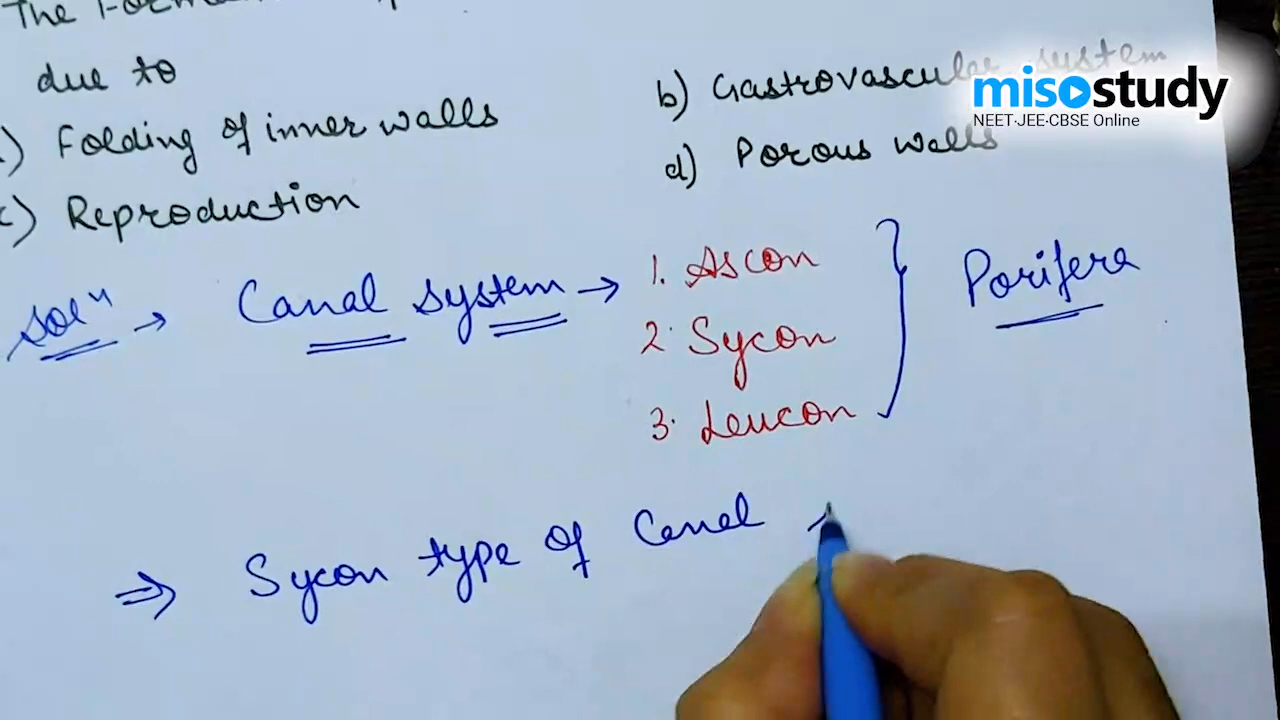 The
due to
) Folding of inner walls
b) Gastrovascular system
c) Reproduction
d) Porous walls
misostudy
NEET·JEE·CBSE Online
Solⁿ → Canal system →
1. Ascon
2. Sycon
3. Leucon
Porifera
⇒ Sycon type of Canal